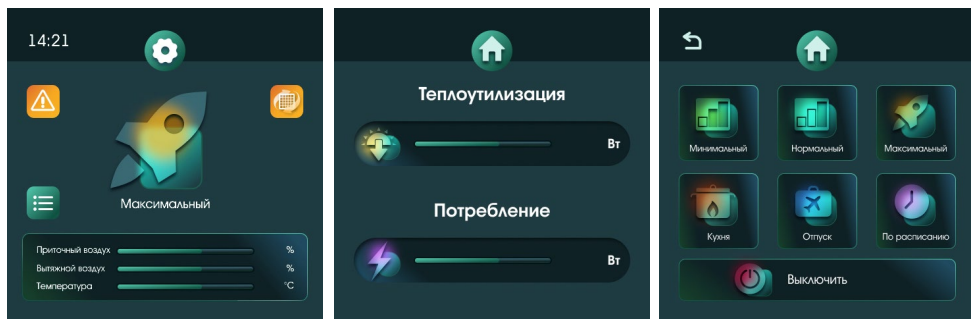 14:21
Максимальный
Приточный воздух %
Вытяжной воздух %
Температура °C
Теплоутилизация
Вт
Потребление
Вт
Минимальный Нормальный Максимальный
Кухня Отпуск По расписанию
Выключить